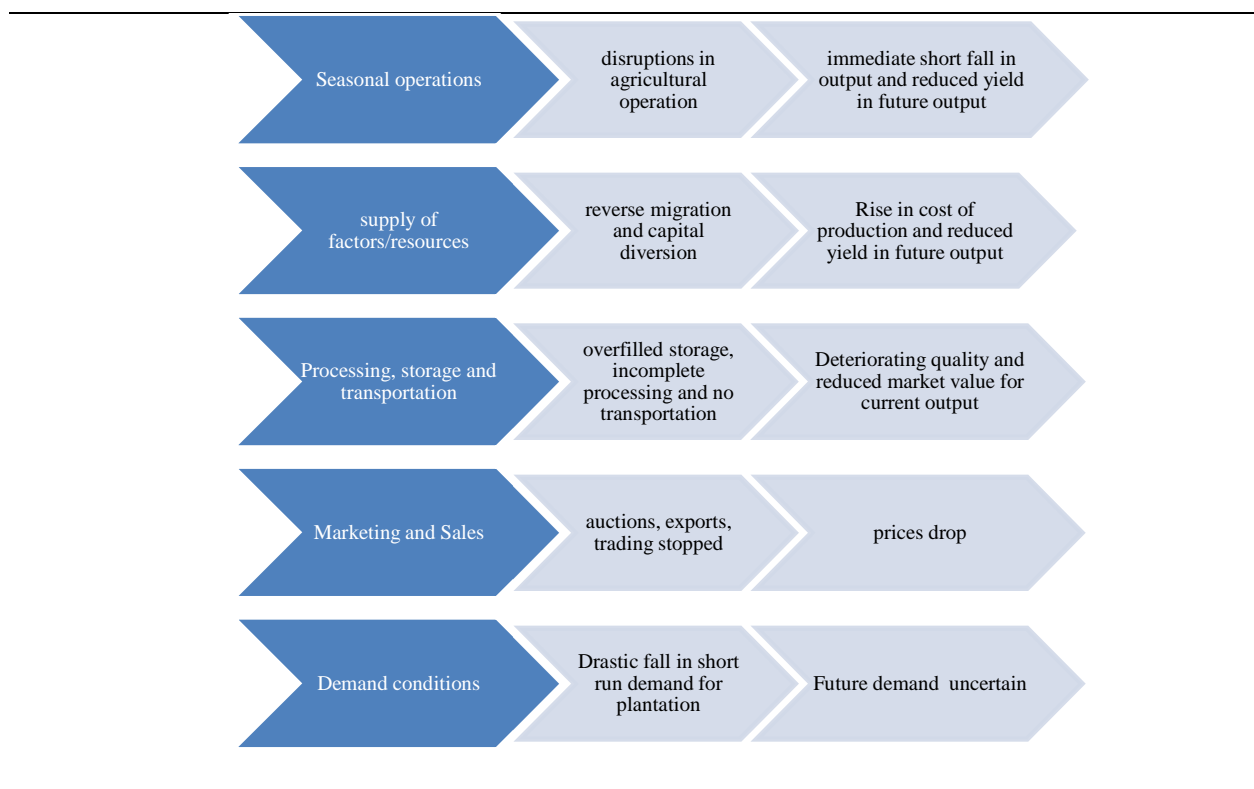 Seasonal operations
disruptions in
agricultural
operation
immediate short fall in
output and reduced yield
in future output
supply of
factors/resources
reverse migration
and capital
diversion
Rise in cost of
production and reduced
yield in future output
Processing, storage and
transportation
overfilled storage,
incomplete
processing and no
transportation
Deteriorating quality and
reduced market value for
current output
Marketing and Sales
auctions, exports,
trading stopped
prices drop
Demand conditions
Drastic fall in short
run demand for
plantation
Future demand  uncertain